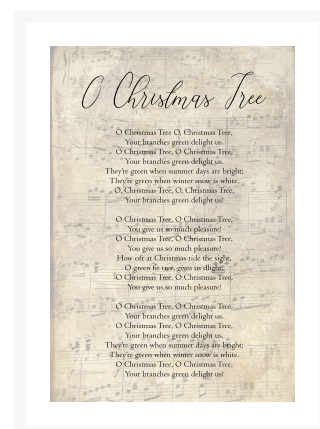 O Christmas Tree
O Christmas Tree O, Christmas Tree,
Your branches green delight us.
O Christmas Tree, O Christmas Tree,
Your branches green delight us.
They're green when summer days are bright;
They're green when winter snow is white.
O, Christmas Tree, O, Christmas Tree,
Your branches green delight us!
O Christmas Tree, O Christmas Tree,
You give us so much pleasure!
O Christmas Tree, O Christmas Tree,
You give us so much pleasure!
How oft at Christmas tide the sight,
O green fir tree, gives us dlight!
O Christmas Tree, O Christmas Tree,
You give us so much pleasure!
O Christmas Tree, O Christmas Tree,
Your branches green delight us.
O Christmas Tree, O Christmas Tree,
Your branches green delight us.
They're green when summer days are bright;
They're green when winter snow is white.
O Christmas Tree, O Christmas Tree,
Your branches green delight us!